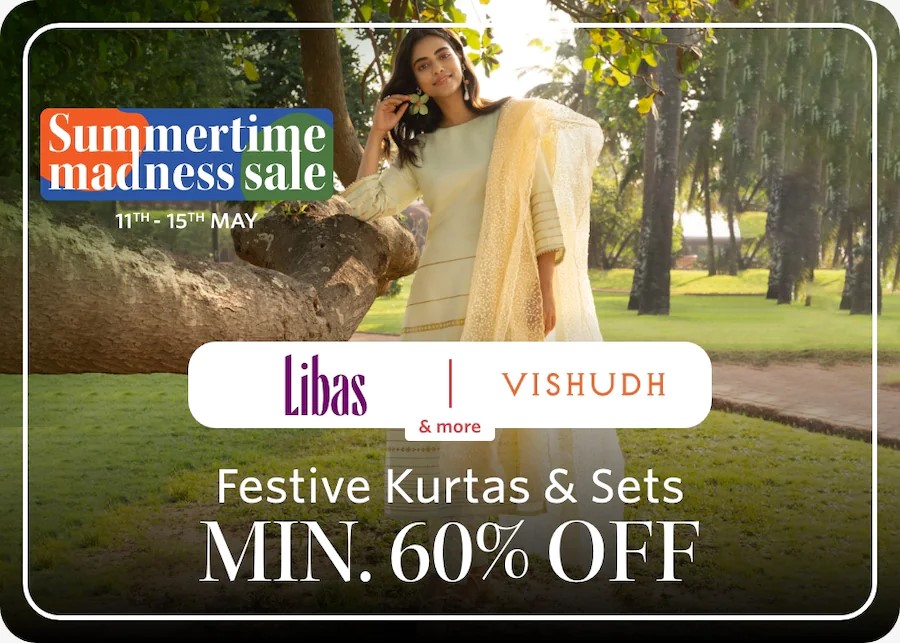 Summertime
madness sale
11TH - 15TH MAY
Libas | VISHUDH
& more
Festive Kurtas & Sets
MIN. 60% OFF